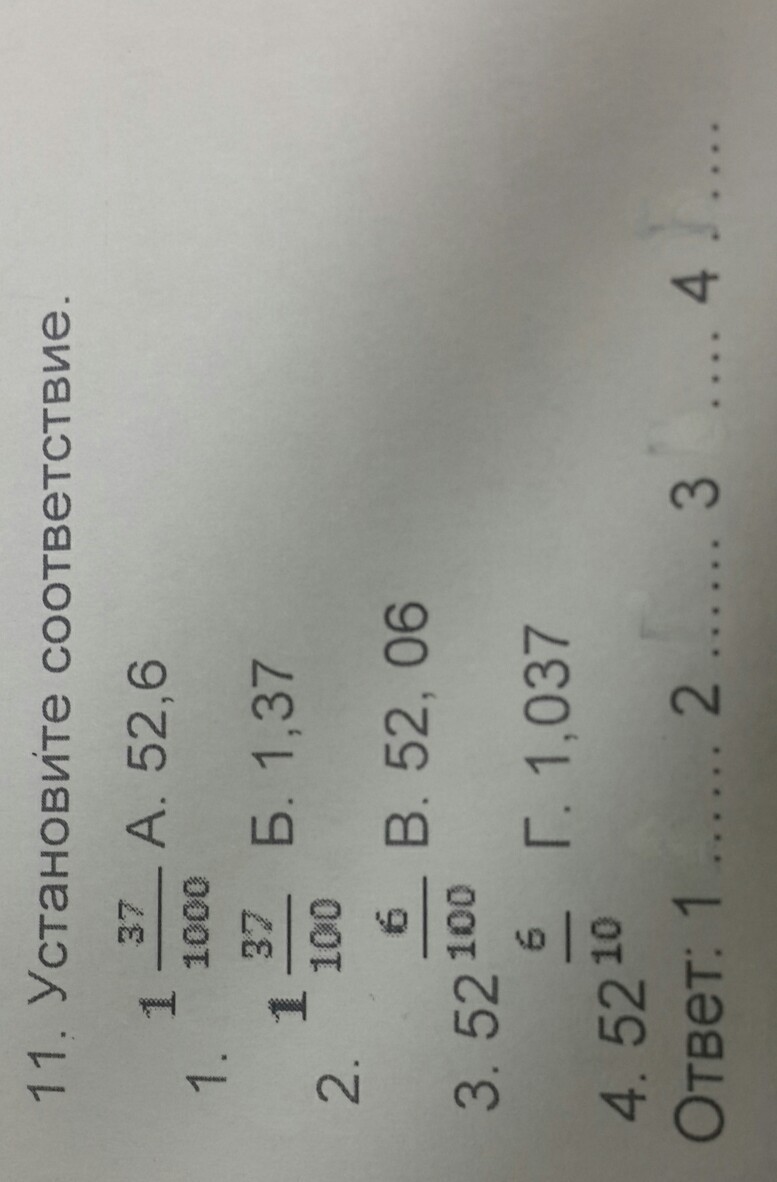 11. Установите соответствие.
1. 1 37/1000 А. 52,6
2. 1 37/100 Б. 1,37
3. 52 6/100 В. 52, 06
4. 52 6/10 Г. 1,037
Ответ: 1 ...... 2 ...... 3 .... 4 . ....